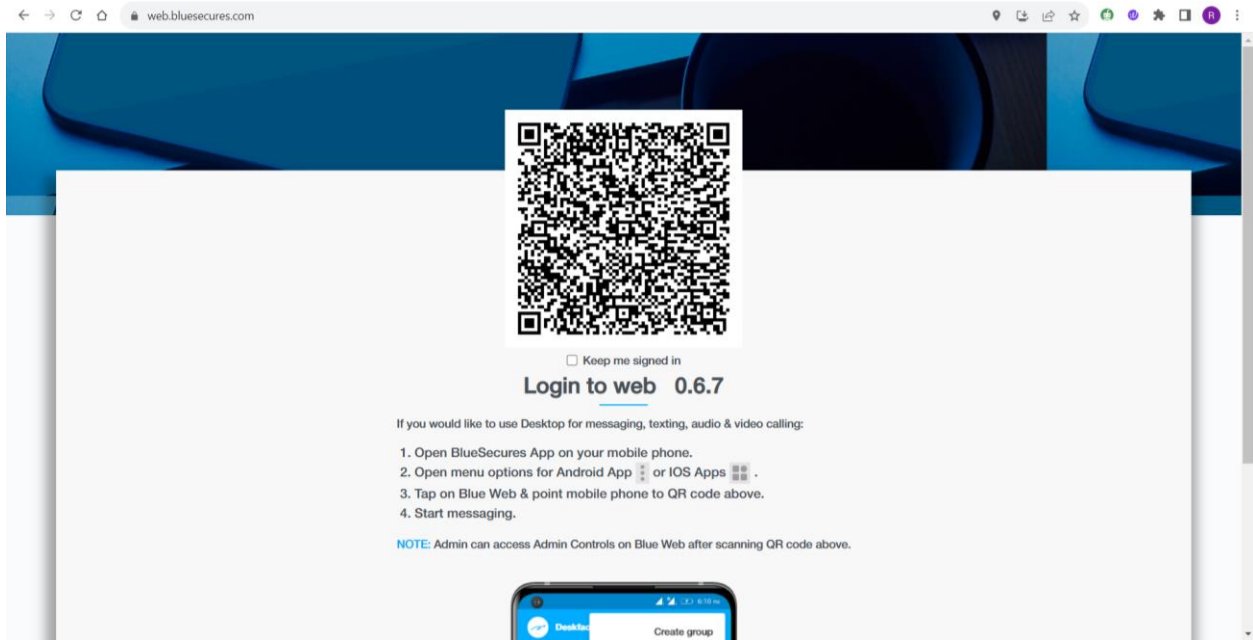 web.bluesecures.com
R
Keep me signed in
Login to web 0.6.7
If you would like to use Desktop for messaging, texting, audio & video calling:
1. Open BlueSecures App on your mobile phone.
2. Open menu options for Android App or IOS Apps .
3. Tap on Blue Web & point mobile phone to QR code above.
4. Start messaging.
NOTE: Admin can access Admin Controls on Blue Web after scanning QR code above.
Create group